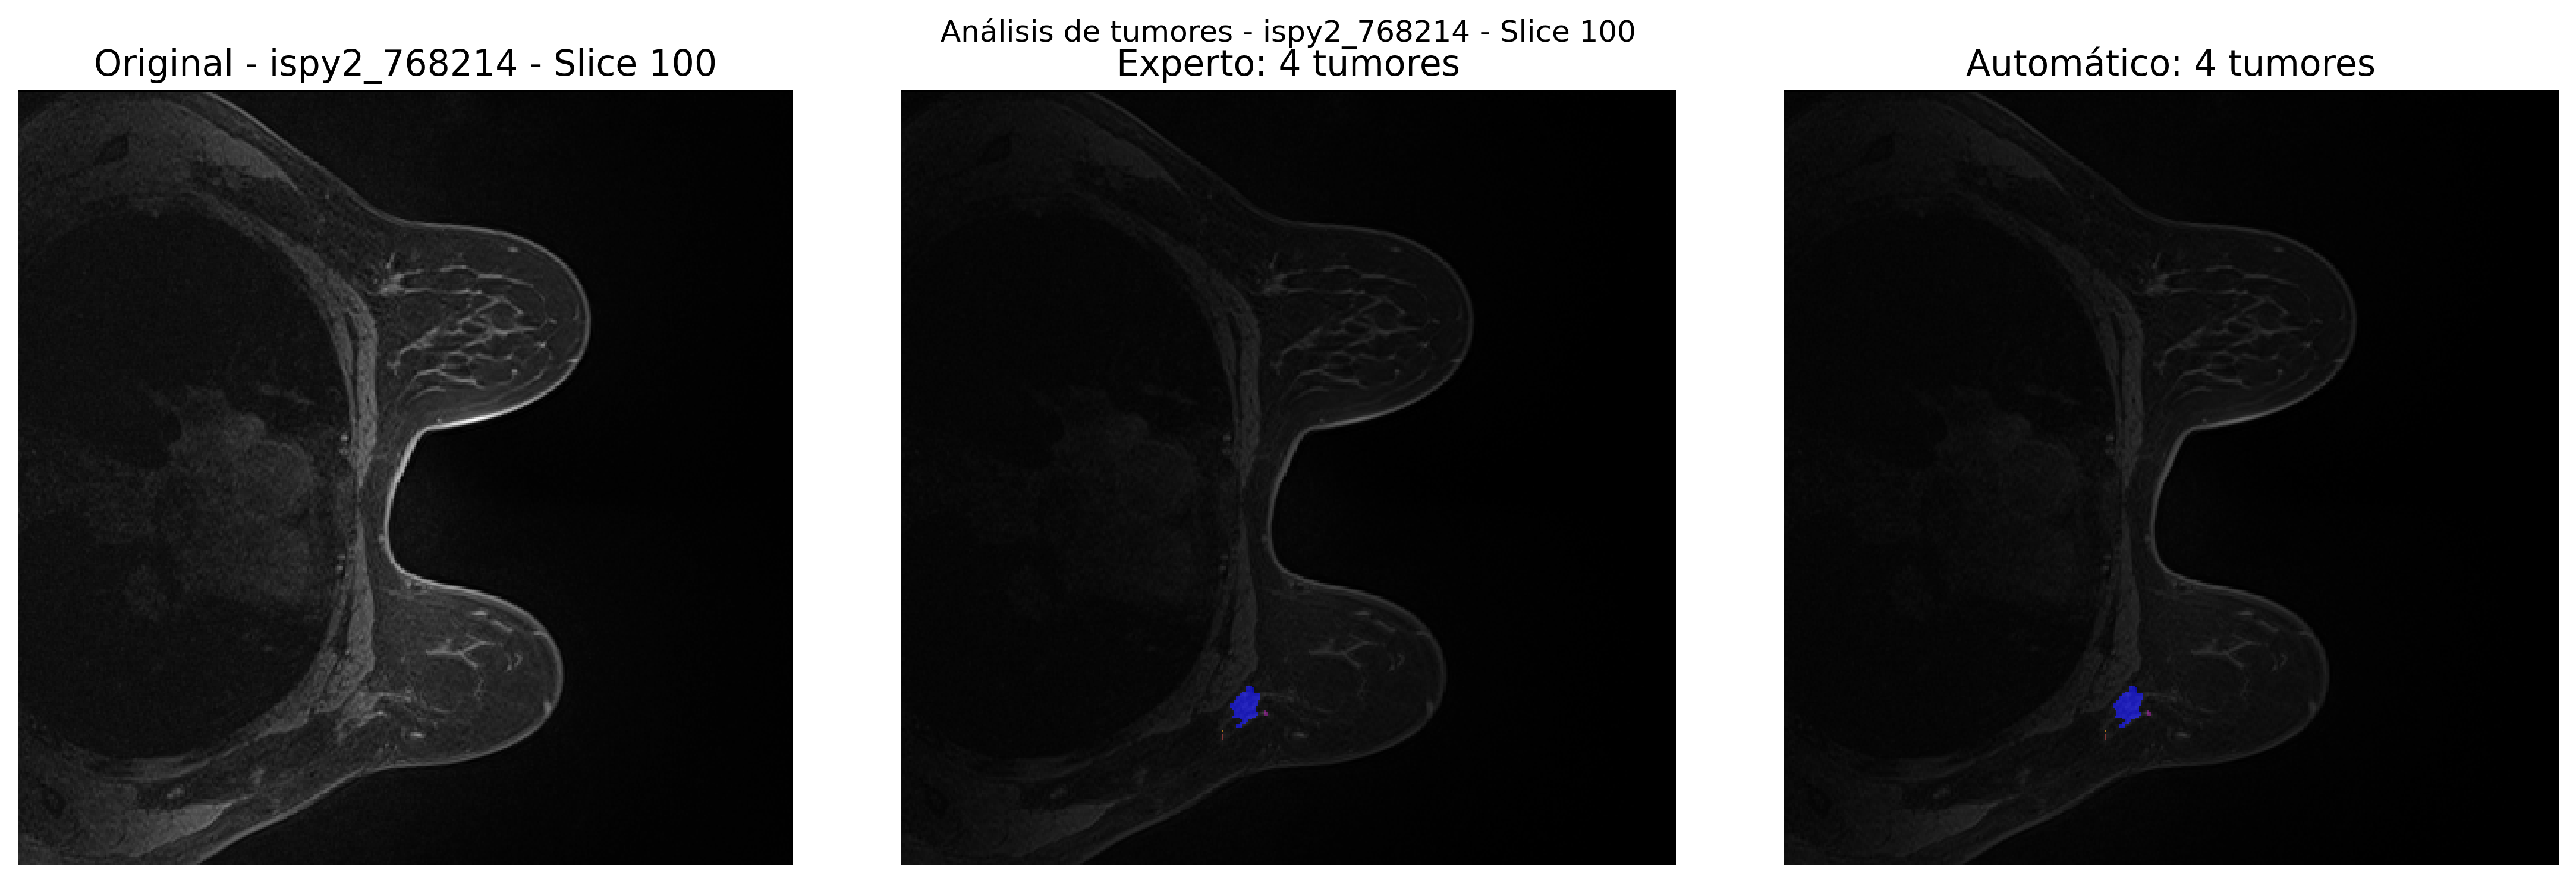 Análisis de tumores - ispy2_768214 - Slice 100
Original - ispy2_768214 - Slice 100
Experto: 4 tumores
Automático: 4 tumores